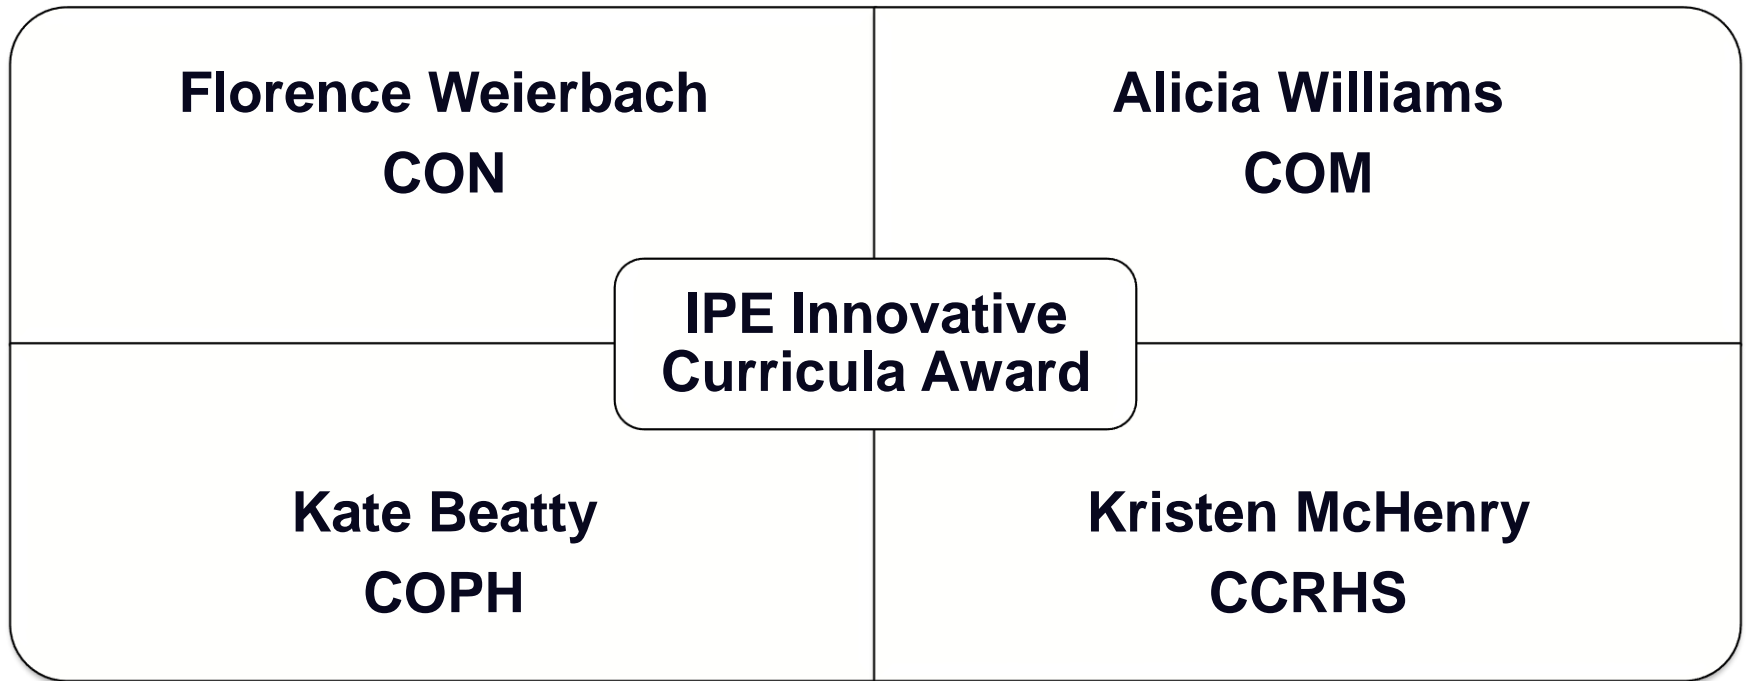 Florence Weierbach
CON
Alicia Williams
COM
IPE Innovative
Curricula Award
Kate Beatty
COPH
Kristen McHenry
CCRHS